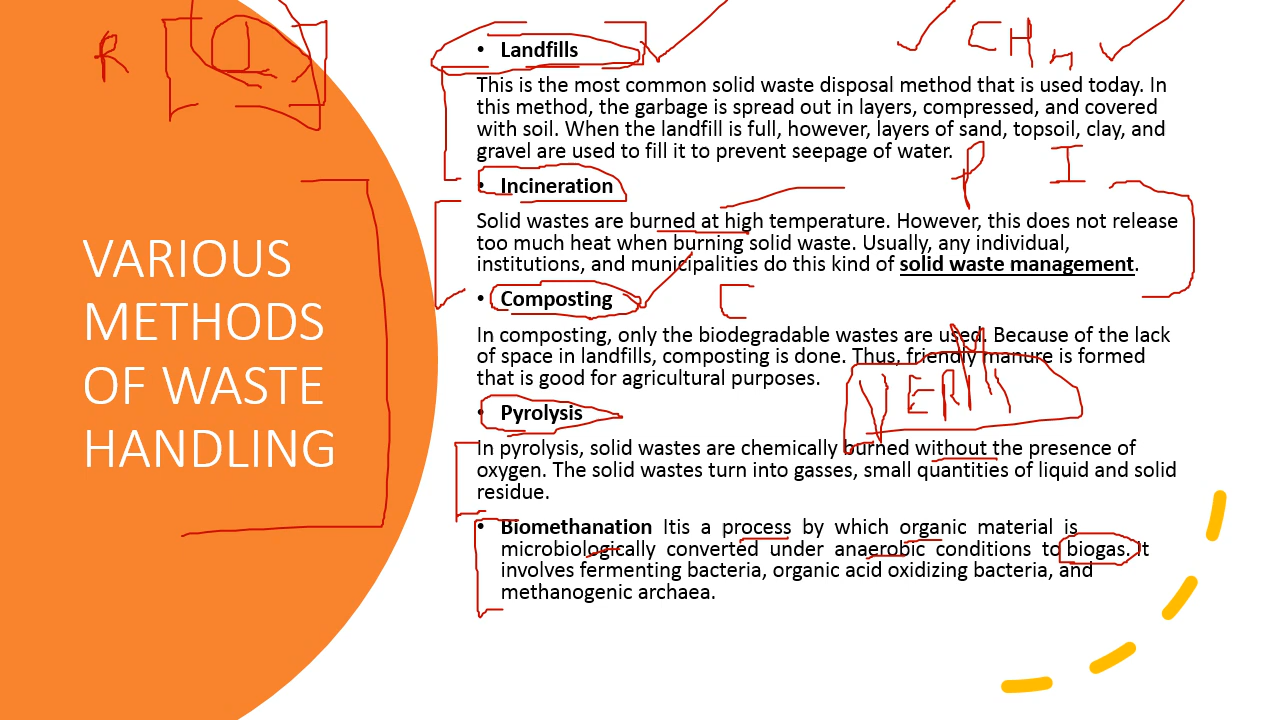 R
CH4
• Landfills
This is the most common solid waste disposal method that is used today. In
this method, the garbage is spread out in layers, compressed, and covered
with soil. When the landfill is full, however, layers of sand, topsoil, clay, and
gravel are used to fill it to prevent seepage of water.
P I
• Incineration
Solid wastes are burned at high temperature. However, this does not release
too much heat when burning solid waste. Usually, any individual,
institutions, and municipalities do this kind of solid waste management.
• Composting
In composting, only the biodegradable wastes are used. Because of the lack
of space in landfills, composting is done. Thus, friendly manure is formed
that is good for agricultural purposes.
VERMI
• Pyrolysis
In pyrolysis, solid wastes are chemically burned without the presence of
oxygen. The solid wastes turn into gasses, small quantities of liquid and solid
residue.
• Biomethanation Itis a process by which organic material is
microbiologically converted under anaerobic conditions to biogas. It
involves fermenting bacteria, organic acid oxidizing bacteria, and
methanogenic archaea.
VARIOUS
METHODS
OF WASTE
HANDLING